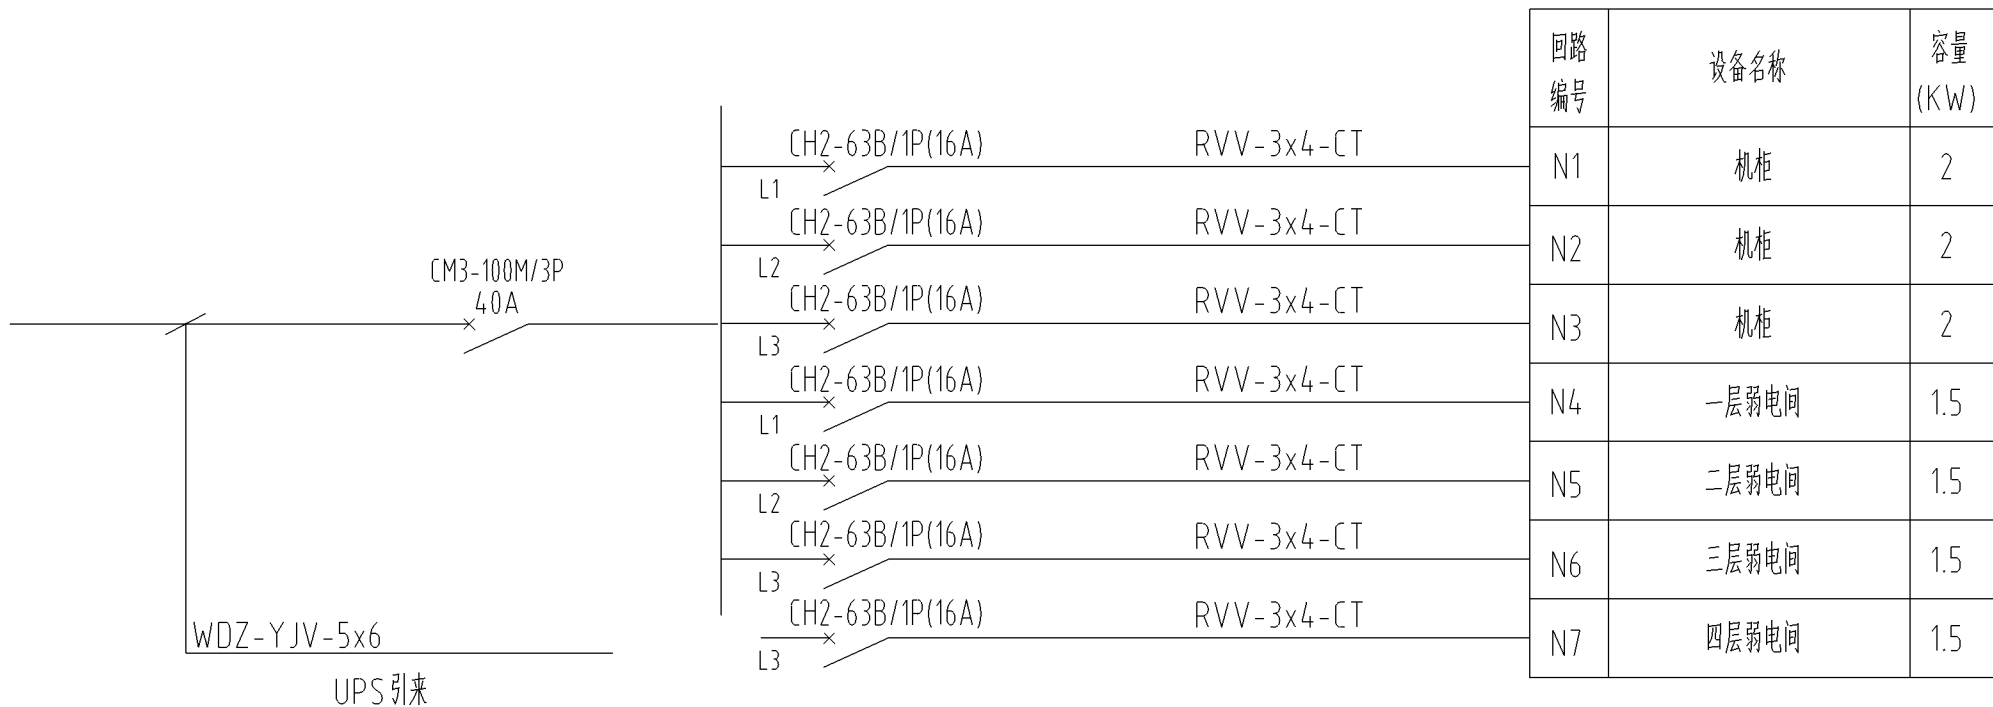 回路 设备名称 容量
编号 (KW)
CH2-63B/1P(16A) RVV-3x4-CT N1 机柜 2
L1
CH2-63B/1P(16A) RVV-3x4-CT N2 机柜 2
L2
CM3-100M/3P
40A
CH2-63B/1P(16A) RVV-3x4-CT N3 机柜 2
L3
CH2-63B/1P(16A) RVV-3x4-CT N4 一层弱电间 1.5
L1
CH2-63B/1P(16A) RVV-3x4-CT N5 二层弱电间 1.5
L2
CH2-63B/1P(16A) RVV-3x4-CT N6 三层弱电间 1.5
L3
CH2-63B/1P(16A) RVV-3x4-CT N7 四层弱电间 1.5
L3
WDZ-YJV-5x6
UPS引来